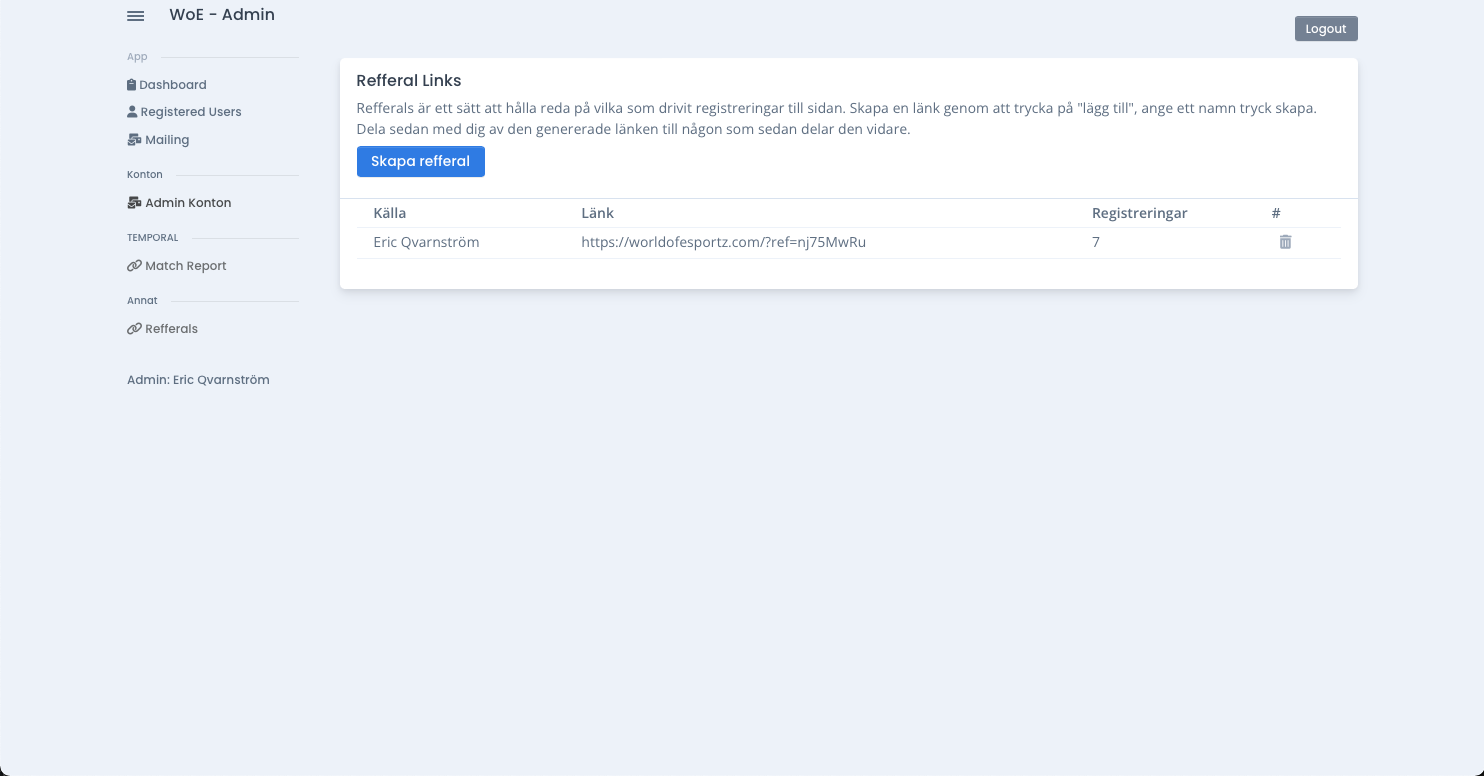 WoE - Admin
Logout
App
Dashboard
Registered Users
Mailing
Konton
Admin Konton
TEMPORAL
Match Report
Annat
Refferals
Admin: Eric Qvarnström
Refferal Links
Refferals är ett sätt att hålla reda på vilka som drivit registreringar till sidan. Skapa en länk genom att trycka på "lägg till", ange ett namn tryck skapa.
Dela sedan med dig av den genererade länken till någon som sedan delar den vidare.
Skapa refferal
Källa Länk Registreringar #
Eric Qvarnström https://worldofesportz.com/?ref=nj75MwRu 7